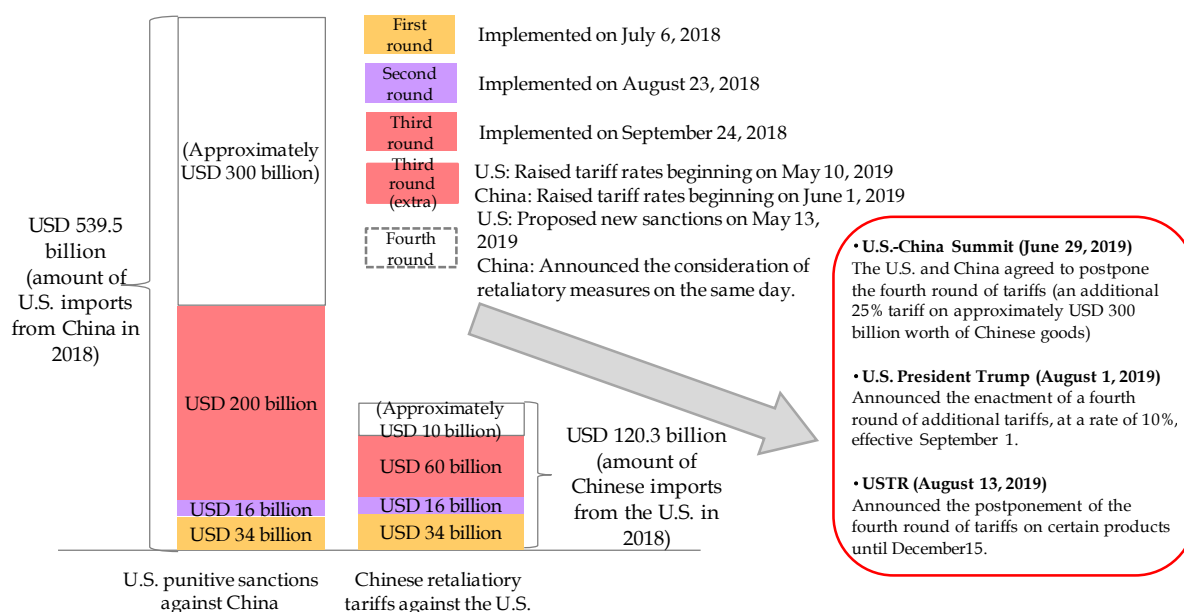 First
round
Implemented on July 6, 2018
Second
round
Implemented on August 23, 2018
Third
round
Implemented on September 24, 2018
Third
round
(extra)
U.S: Raised tariff rates beginning on May 10, 2019
China: Raised tariff rates beginning on June 1, 2019
Fourth
round
U.S: Proposed new sanctions on May 13,
2019
China: Announced the consideration of
retaliatory measures on the same day.
USD 539.5
billion
(amount of
U.S. imports
from China in
2018)
(Approximately
USD 300 billion)
USD 200 billion
USD 16 billion
USD 34 billion
U.S. punitive sanctions
against China
(Approximately
USD 10 billion)
USD 60 billion
USD 16 billion
USD 34 billion
Chinese retaliatiory
tariffs against the U.S.
USD 120.3 billion
(amount of
Chinese imports
from the U.S. in
2018)
・U.S.-China Summit (June 29, 2019)
The U.S. and China agreed to postpone
the fourth round of tariffs (an additional
25% tariff on approximately USD 300
billion worth of Chinese goods)
・U.S. President Trump (August 1, 2019)
Announced the enactment of a fourth
round of additional tariffs, at a rate of 10%,
effective September 1.
・USTR (August 13, 2019)
Announced the postponement of the
fourth round of tariffs on certain products
until December15.